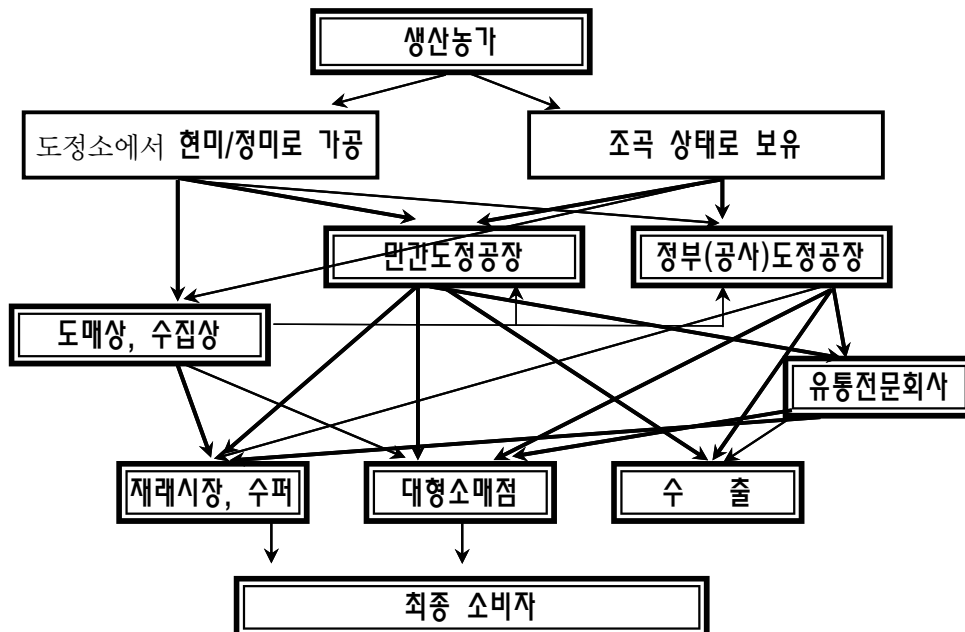 생산농가
도정소에서 현미/정미로 가공
조곡 상태로 보유
민간도정공장
정부(공사)도정공장
도매상, 수집상
유통전문회사
재래시장, 수퍼
대형소매점
수 출
최종 소비자